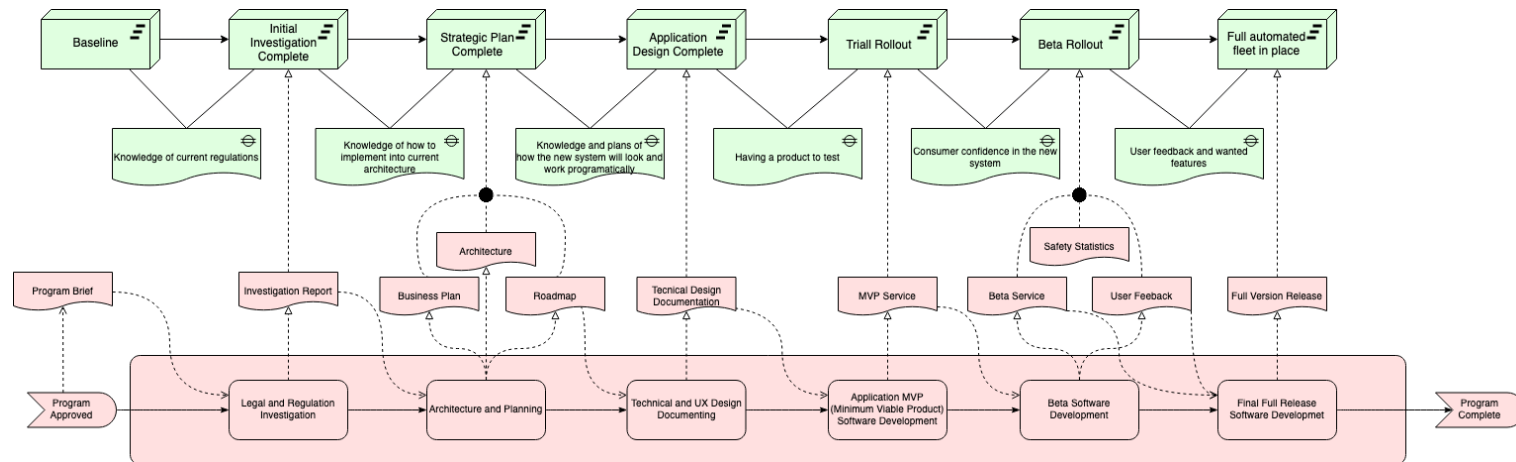 Baseline
Initial
Investigation
Complete
Strategic Plan
Complete
Application
Design Complete
Triall Rollout
Beta Rollout
Full automated
fleet in place
Knowledge of current regulations
Knowledge of how to
implement into current
architecture
Knowledge and plans of
how the new system will look and
work programatically
Having a product to test
Consumer confidence in the new
system
User feedback and wanted
features
Architecture
Safety Statistics
Program Brief
Investigation Report
Business Plan
Roadmap
Tecnical Design
Documentation
MVP Service
Beta Service
User Feeback
Full Version Release
Program
Approved
Legal and Regulation
Investigation
Architecture and Planning
Technical and UX Design
Documenting
Application MVP
(Minimum Viable Product)
Software Development
Beta Software
Development
Final Full Release
Software Developmet
Program
Complete